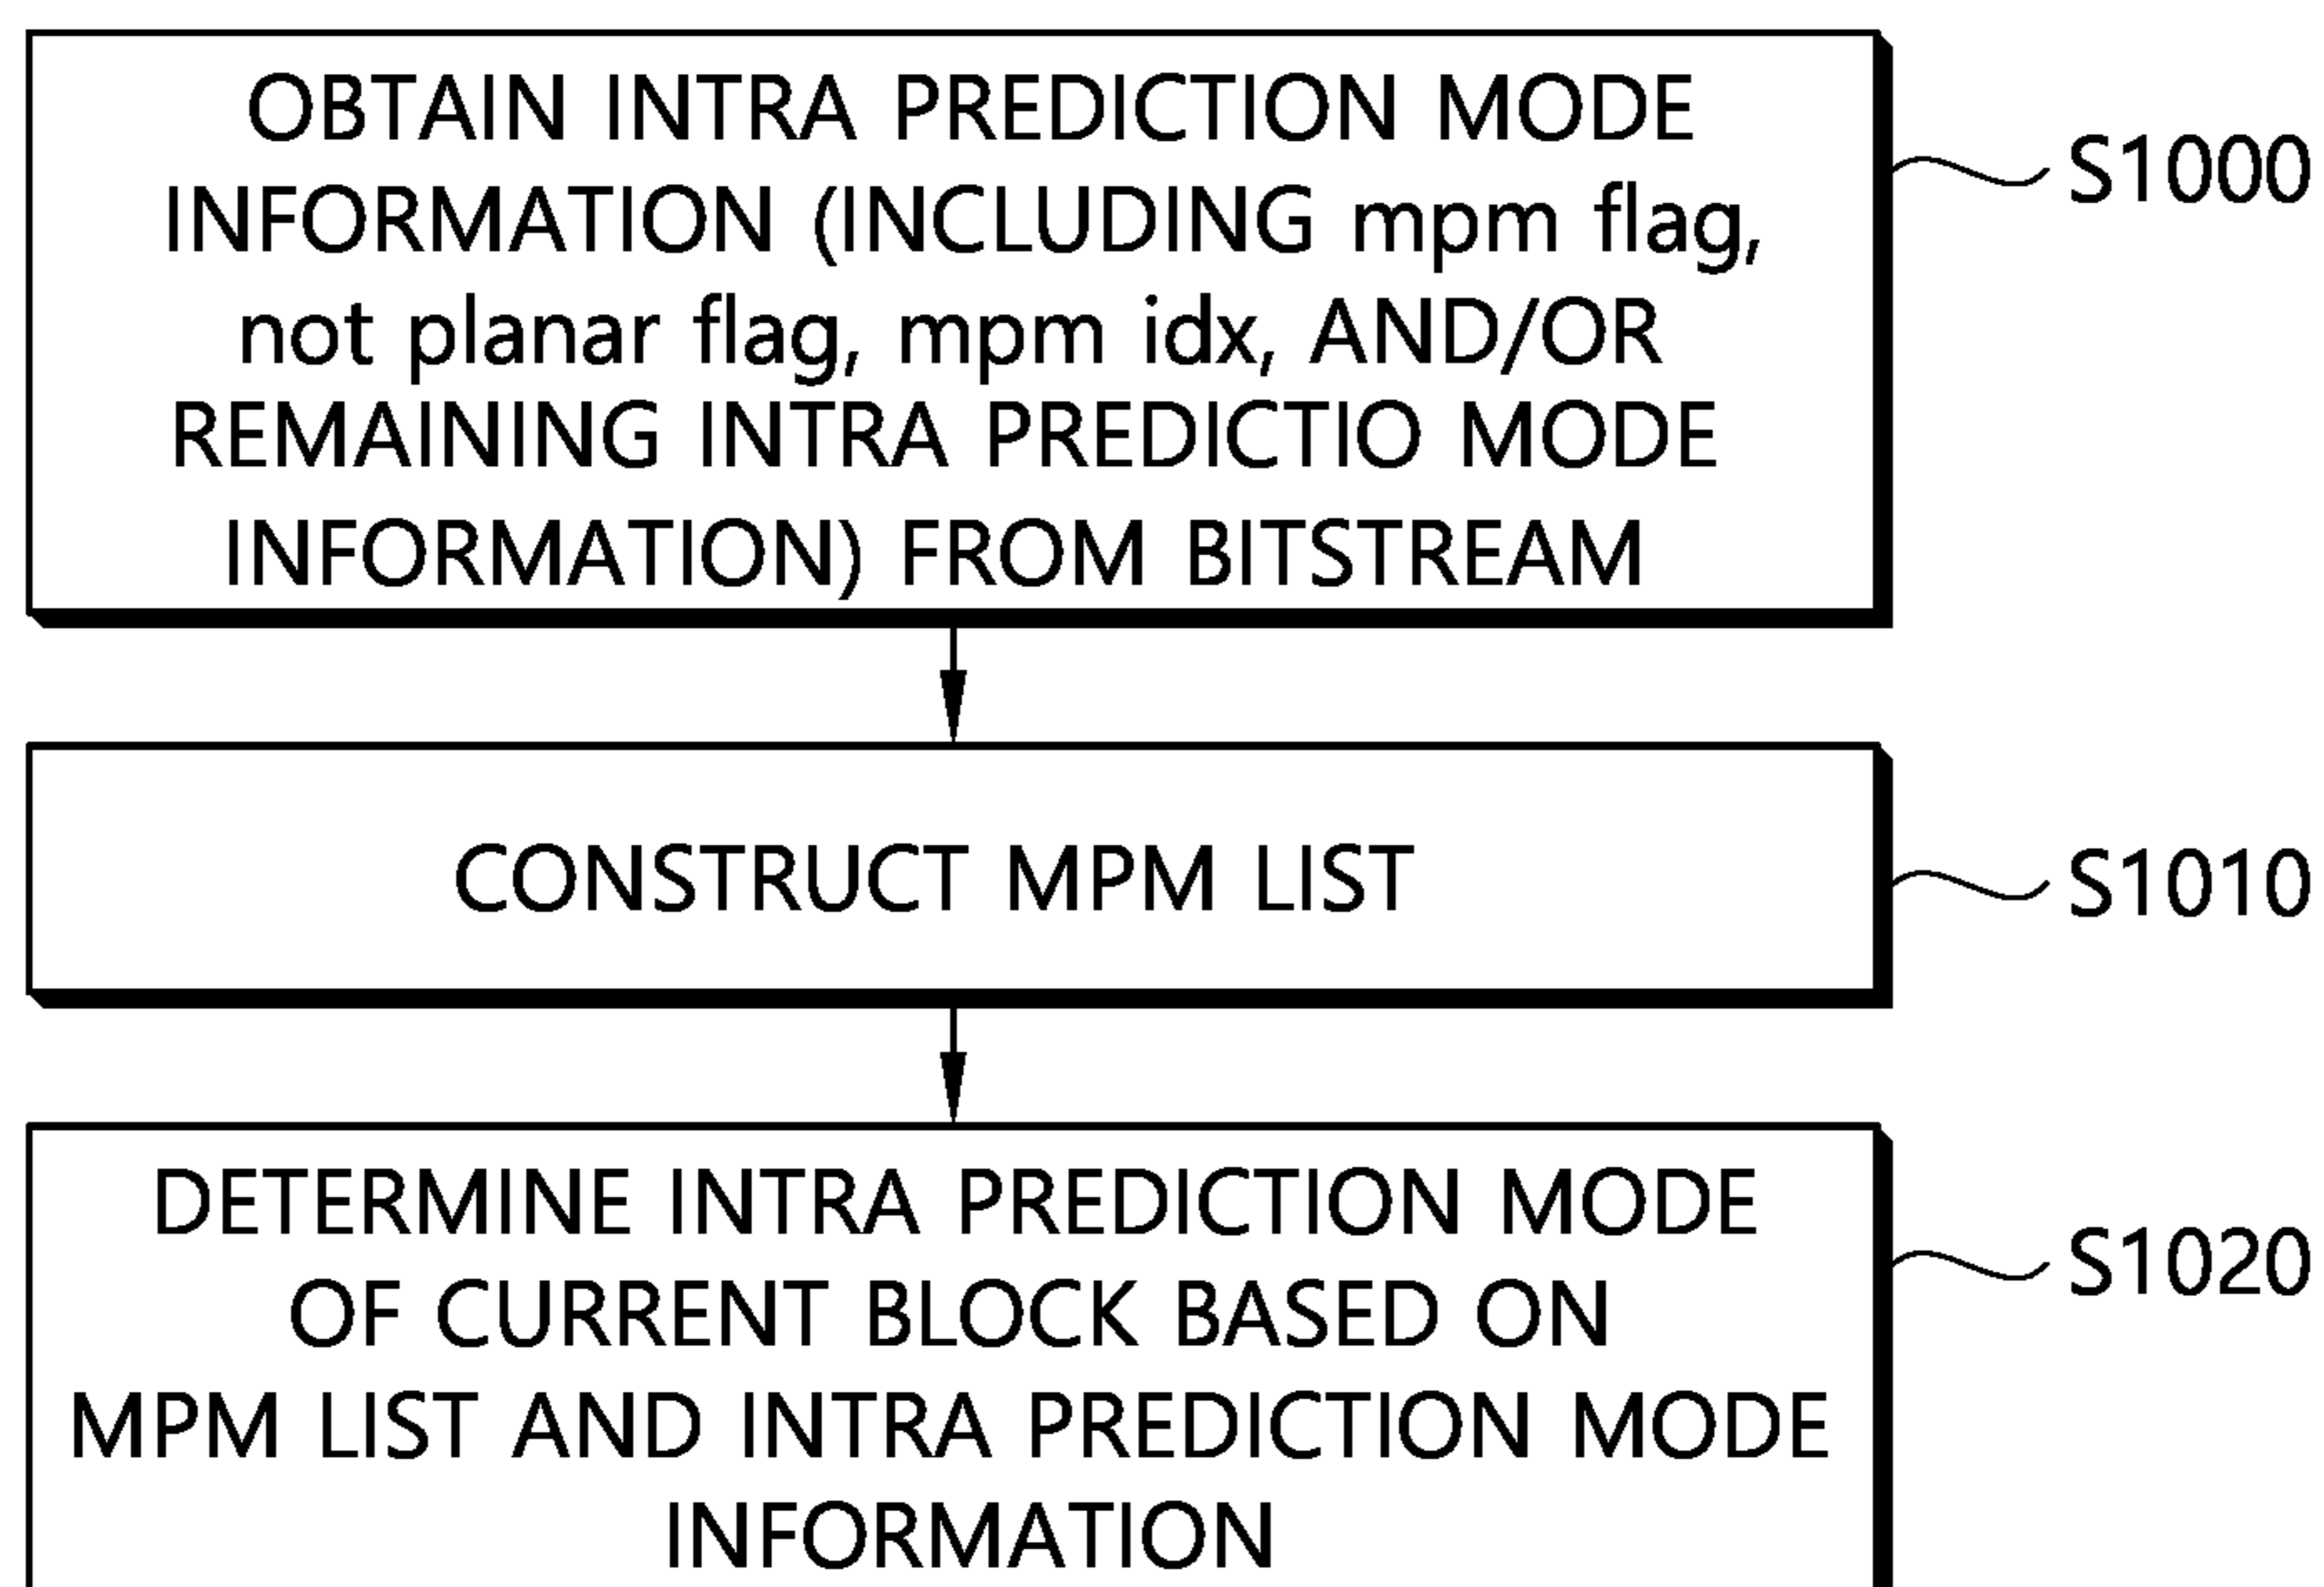 OBTAIN INTRA PREDICTION MODE
INFORMATION (INCLUDING mpm flag,
not planar flag, mpm idx, AND/OR
REMAINING INTRA PREDICTIO MODE
INFORMATION) FROM BITSTREAM
S1000
CONSTRUCT MPM LIST
S1010
DETERMINE INTRA PREDICTION MODE
OF CURRENT BLOCK BASED ON
MPM LIST AND INTRA PREDICTION MODE
INFORMATION
S1020